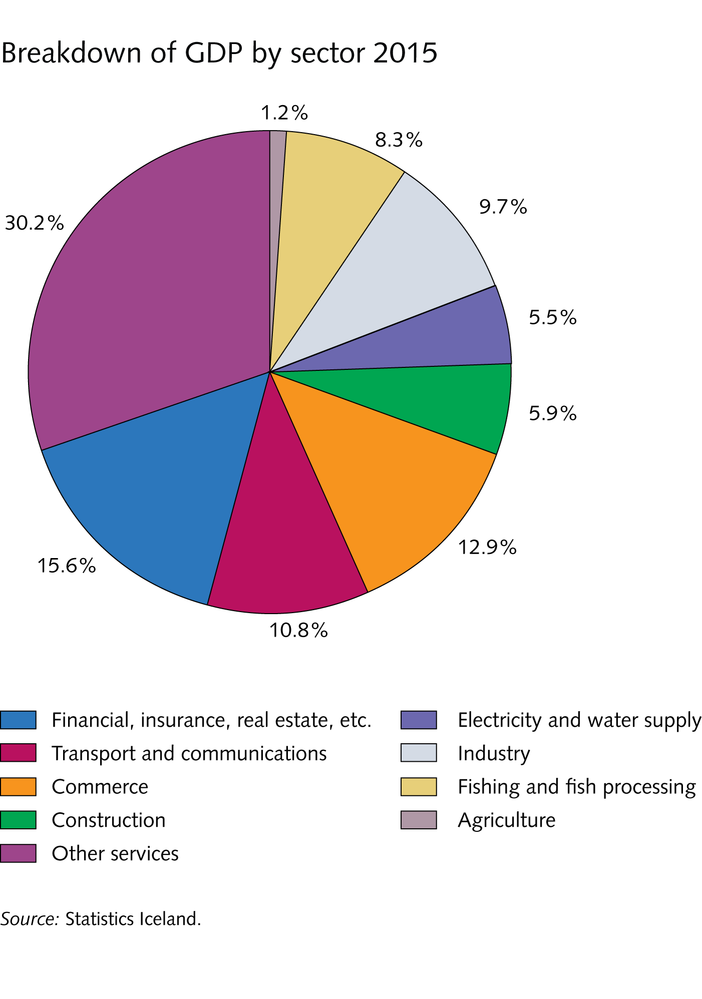 Breakdown of GDP by sector 2015
1.2%
8.3%
30.2%
9.7%
5.5%
5.9%
12.9%
15.6%
10.8%
Financial, insurance, real estate, etc.
Transport and communications
Commerce
Construction
Other services
Electricity and water supply
Industry
Fishing and fish processing
Agriculture
Source: Statistics Iceland.